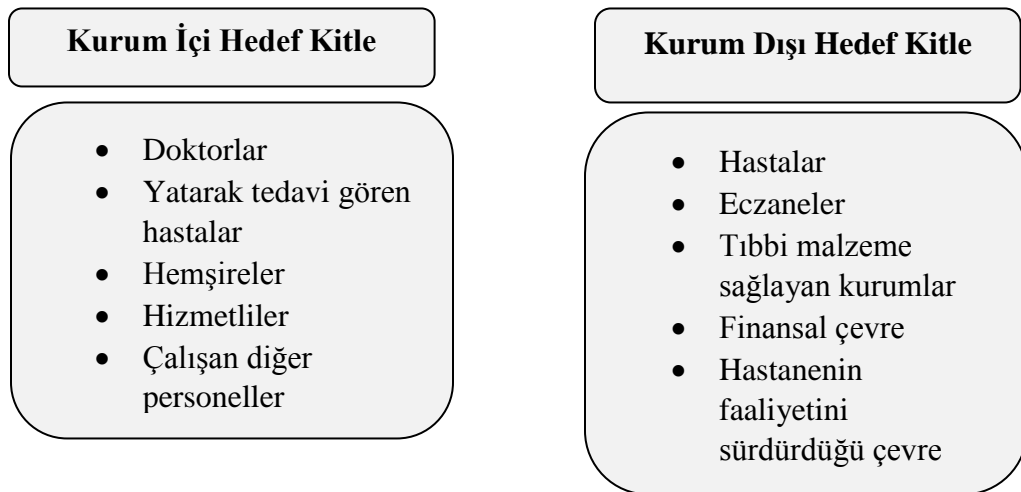 Kurum İçi Hedef Kitle
• Doktorlar
• Yatarak tedavi gören
hastalar
• Hemşireler
• Hizmetliler
• Çalışan diğer
personeller
Kurum Dışı Hedef Kitle
• Hastalar
• Eczaneler
• Tıbbi malzeme
sağlayan kurumlar
• Finansal çevre
• Hastanenin
faaliyetini
sürdürdüğü çevre